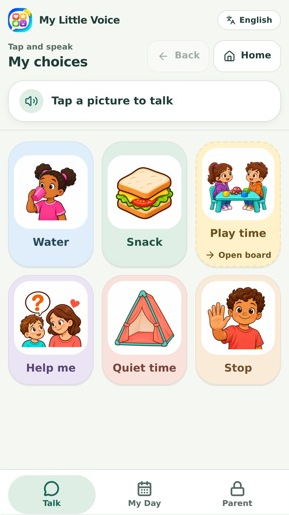 My Little Voice
English
Tap and speak
My choices
Back
Home
Tap a picture to talk
Water
Snack
Play time
Open board
?
Help me
Quiet time
Stop
Talk
My Day
Parent